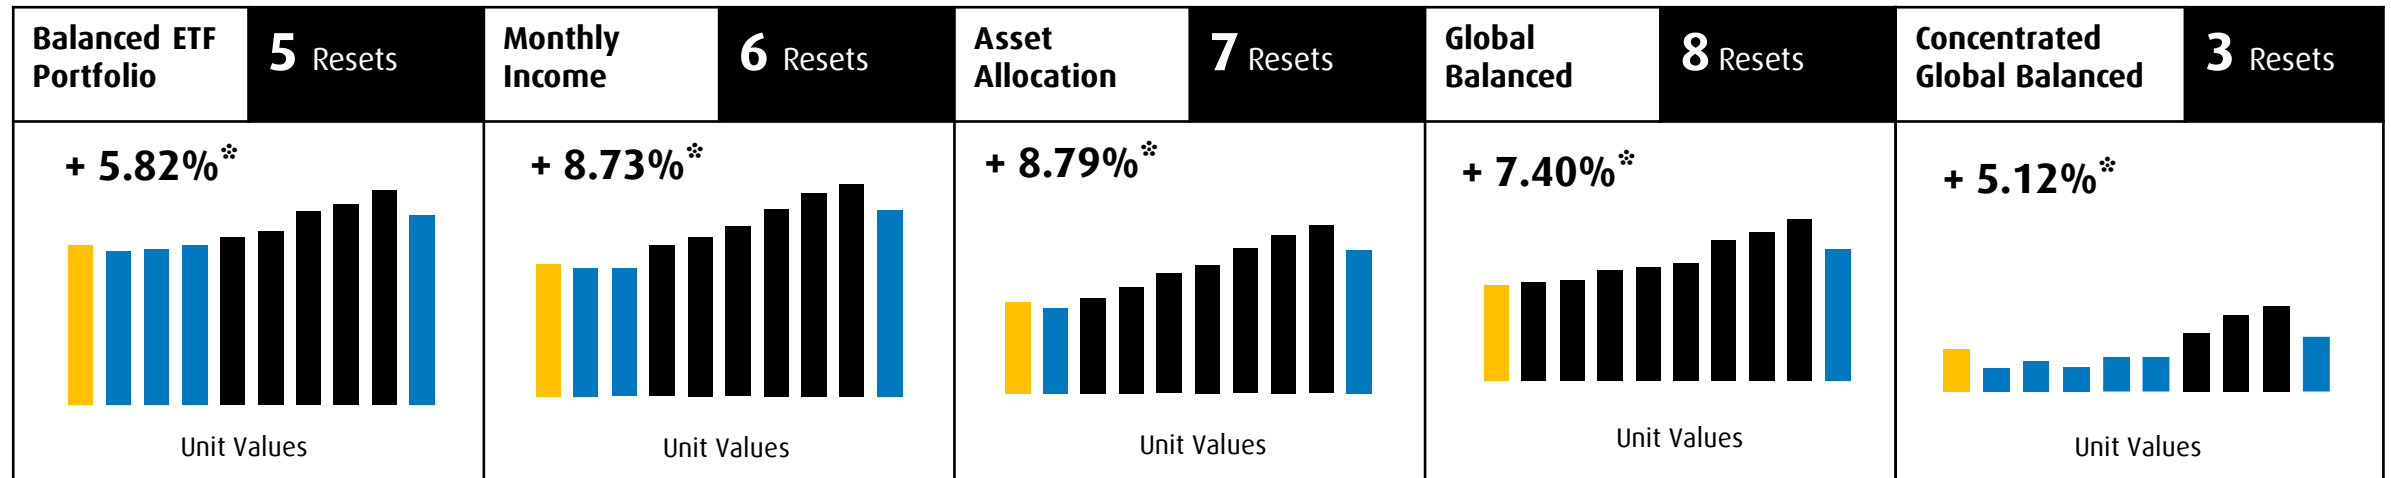 Balanced ETF
Portfolio
5 Resets
+ 5.82%*
Unit Values
Monthly
Income
6 Resets
+ 8.73%*
Unit Values
Asset
Allocation
7 Resets
+ 8.79%*
Unit Values
Global
Balanced
8 Resets
+ 7.40%*
Unit Values
Concentrated
Global Balanced
3 Resets
+ 5.12%*
Unit Values